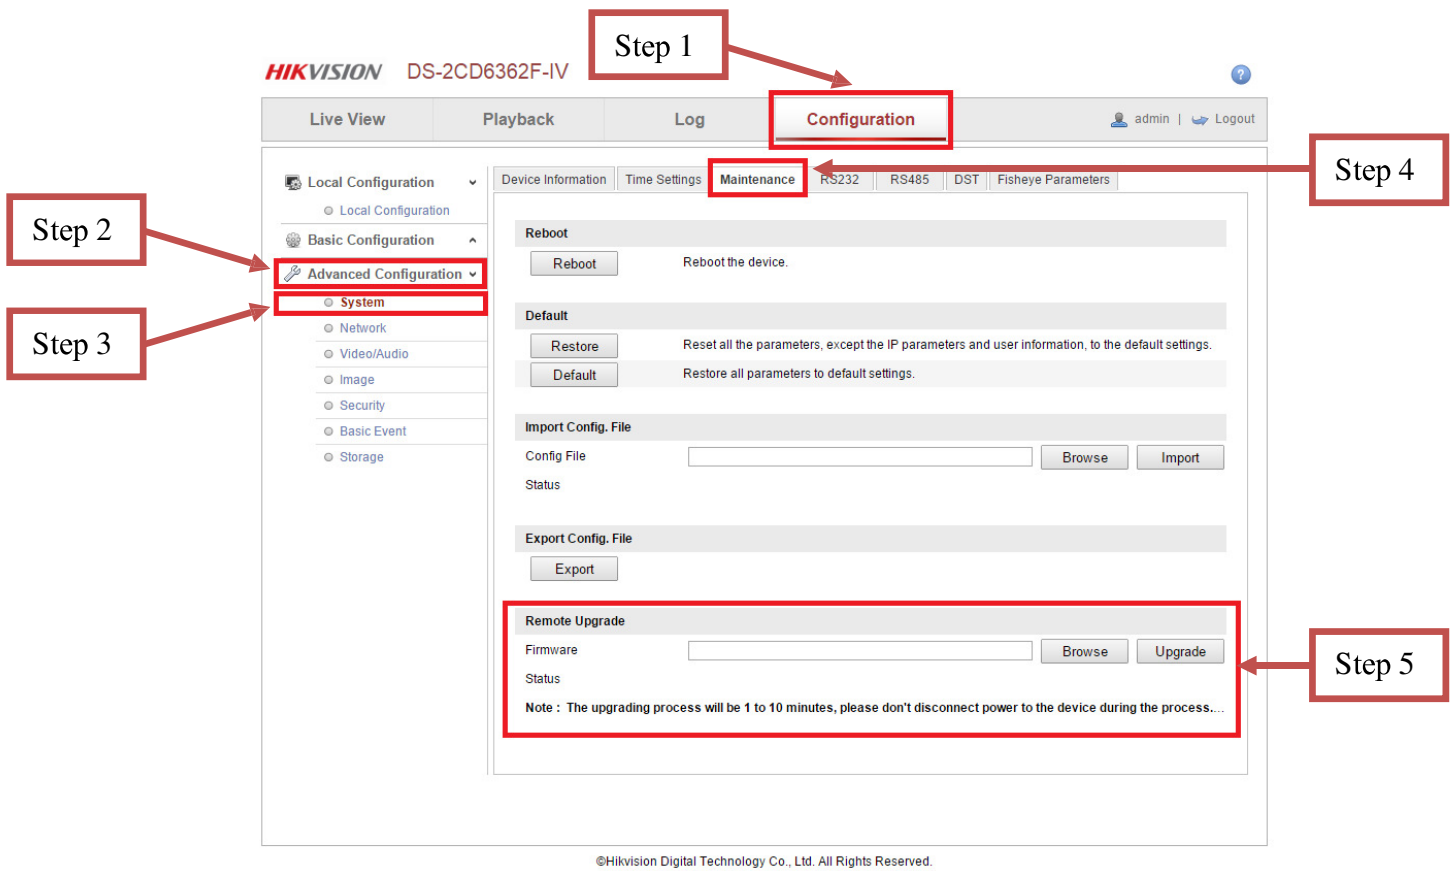 Step 1
HIKVISION DS-2CD6362F-IV
?
Live View Playback Log Configuration admin | Logout
Step 4
Local Configuration
Local Configuration
Basic Configuration
Advanced Configuration
System
Network
Video/Audio
Image
Security
Basic Event
Storage
Step 2
Step 3
Device Information Time Settings Maintenance RS232 RS485 DST Fisheye Parameters
Reboot
Reboot Reboot the device.
Default
Restore Reset all the parameters, except the IP parameters and user information, to the default settings.
Default Restore all parameters to default settings.
Import Config. File
Config File Browse Import
Status
Export Config. File
Export
Remote Upgrade
Firmware Browse Upgrade
Status
Note : The upgrading process will be 1 to 10 minutes, please don't disconnect power to the device during the process....
Step 5
©Hikvision Digital Technology Co., Ltd. All Rights Reserved.